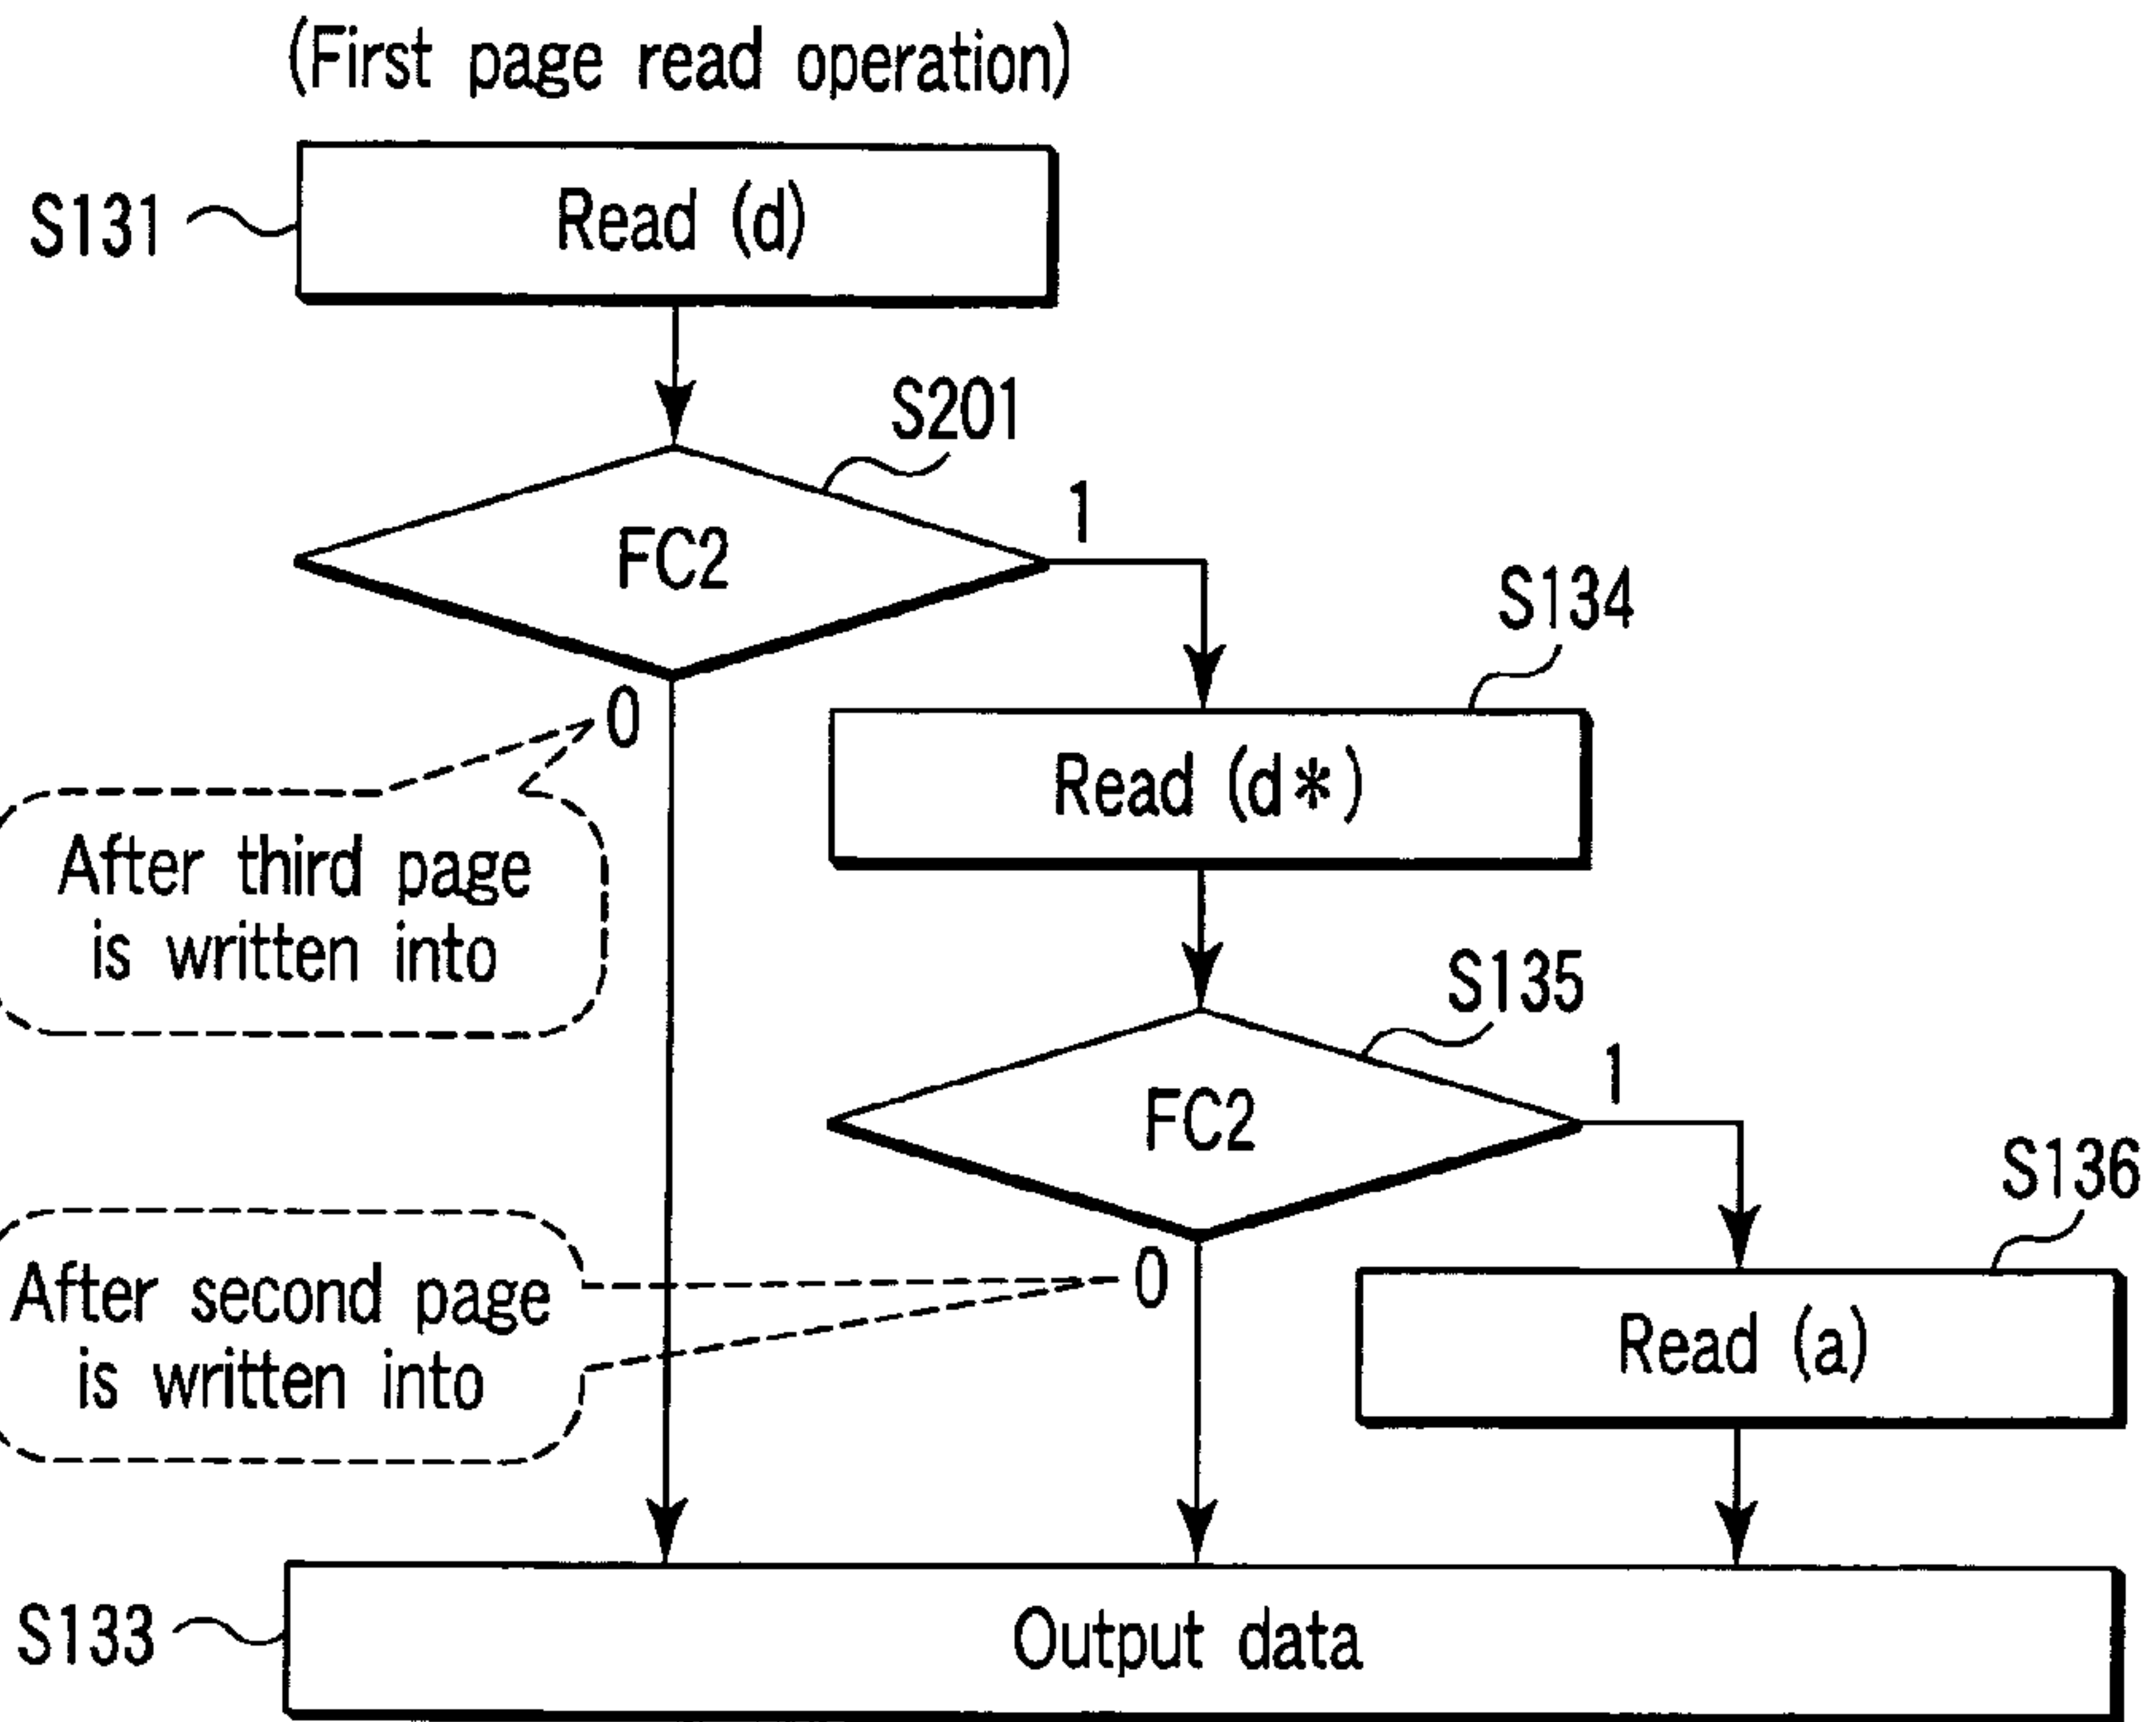 (First page read operation)
S131
Read (d)
S201
FC2
1
0
S134
Read (d*)
After third page
is written into
S135
FC2
1
0
S136
Read (a)
After second page
is written into
S133
Output data